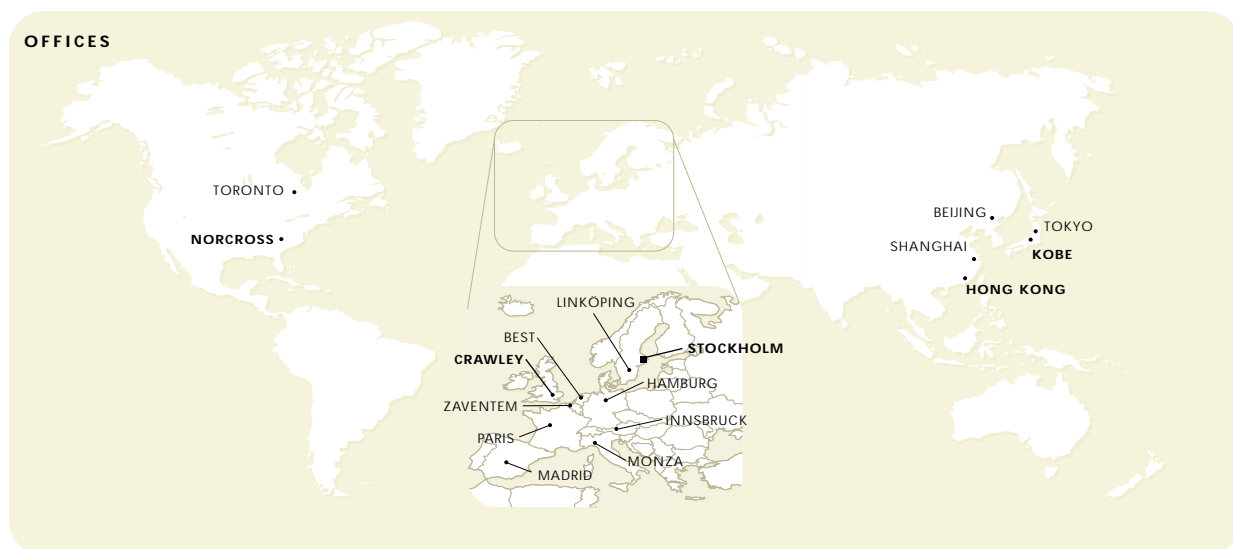 OFFICES
TORONTO
NORCROSS
BEIJING
TOKYO
SHANGHAI
KOBE
HONG KONG
LINKÖPING
BEST
STOCKHOLM
CRAWLEY
HAMBURG
ZAVENTEM
INNSBRUCK
PARIS
MONZA
MADRID